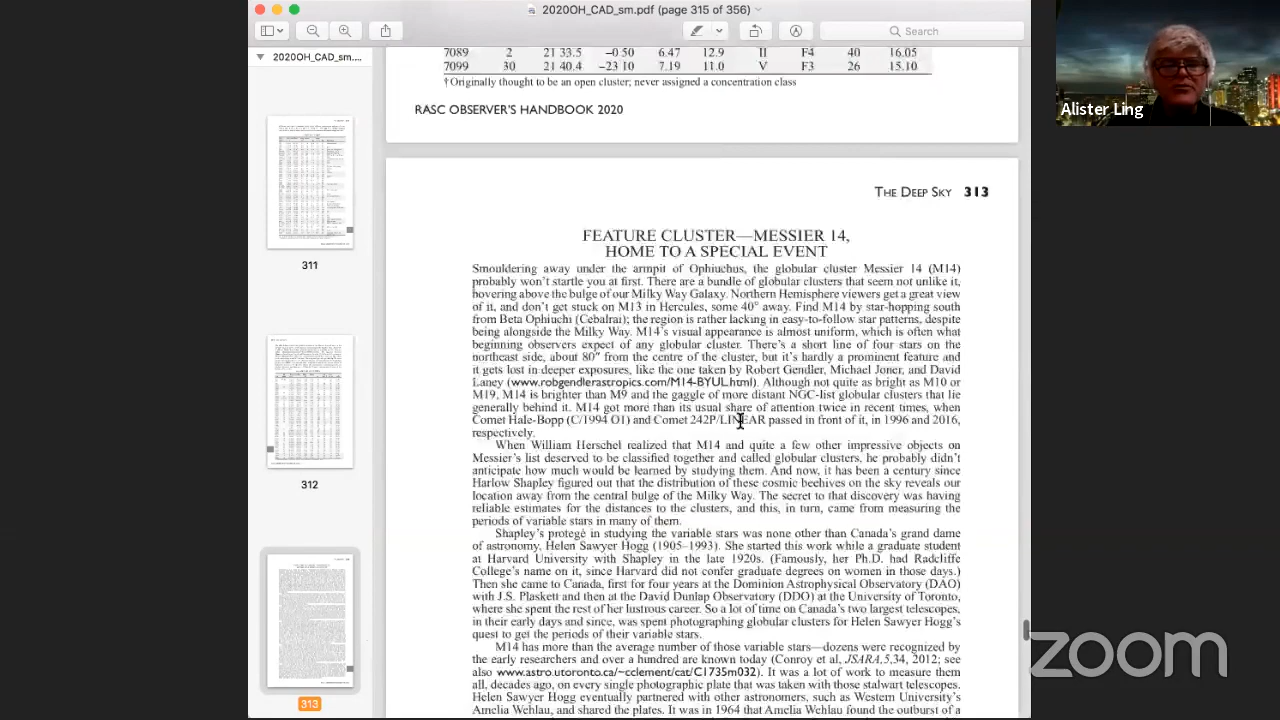 2020OH_CAD_sm.pdf (page 315 of 356)
Search
2020OH_CAD_sm....
311
312
313
7089 2 21 33.5 −0 50 6.47 12.9 II F4 40 16.05
7099 30 21 40.4 −23 10 7.19 11.0 V F3 26 15.10
† Originally thought to be an open cluster; never assigned a concentration class
RASC OBSERVER'S HANDBOOK 2020
THE DEEP SKY 313
FEATURE CLUSTER—MESSIER 14,
HOME TO A SPECIAL EVENT
Smouldering away under the armpit of Ophiuchus, the globular cluster Messier 14 (M14)
probably won't startle you at first. There are a bundle of globular clusters that seem not unlike it,
hovering above the bulge of our Milky Way Galaxy. Northern Hemisphere viewers get a great view
of it, and don't get stuck on M13 in Hercules, some 40° away. Find M14 by star-hopping south
from Beta Ophiuchi (Cebalrai); the region is rather lacking in easy-to-follow star patterns, despite
being alongside the Milky Way. M14's visual appearance is almost uniform, which is often what
beginning observers expect of any globular cluster. There's a short line of four stars on the
northeast side, about 80″ from the centre of the cluster, but it's hardly a prominent feature and
it gets lost in deeper exposures, like the one taken by Robert Gendler, Michael Joner, and David
Laney (www.robgendlerastropics.com/M14-BYUL.html). Although not quite as bright as M10 or
M19, M14 is brighter than M9 and the gaggle of more distant NGC-list globular clusters that lie
generally behind it. M14 got more than its usual share of attention twice in recent times, when
Comet Hale-Bopp (C/1994 O1) and Comet 242P/LINEAR passed in front of it, in 1996 and 2016,
respectively.
When William Herschel realized that M14 and quite a few other impressive objects on
Messier's list deserved to be classified together and called globular clusters, he probably didn't
anticipate how much would be learned by studying them. And now, it has been a century since
Harlow Shapley figured out that the distribution of these cosmic beehives on the sky reveals our
location away from the central bulge of the Milky Way. The secret to that discovery was having
reliable estimates for the distances to the clusters, and this, in turn, came from measuring the
periods of variable stars in many of them.
Shapley's protegé in studying the variable stars was none other than Canada's grand dame
of astronomy, Helen Sawyer Hogg (1905–1993). She started this work while a graduate student
at Harvard University with Shapley in the late 1920s. (Famously, her Ph.D. had Radcliffe
College's name on it, since Harvard did not confer graduate degrees on women in those days.)
Then she came to Canada, first for four years at the Dominion Astrophysical Observatory (DAO)
with J.S. Plaskett and then at the David Dunlap Observatory (DDO) at the University of Toronto,
where she spent the rest of her lustrous career. So a lot of time on Canada's two largest telescopes,
in their early days and since, was spent photographing globular clusters for Helen Sawyer Hogg's
quest to get the periods of their variable stars.
M14 has more than the average number of those variable stars—dozens were recognized by
the early researchers and over a hundred are known today (Conroy et al, JSARA,5,34, 2012; see
also www.astro.utoronto.ca/~cclement/cat/C1735m032). It was a lot of work to measure them
all, decades ago, on every single photographic plate that was taken with those stalwart telescopes.
Helen Sawyer Hogg eventually partnered with other astronomers, such as Western University's
Amelia Wehlau, and shared the plates. It was in 1964 that Amelia Wehlau found the outburst of a
Alister Ling
zoom